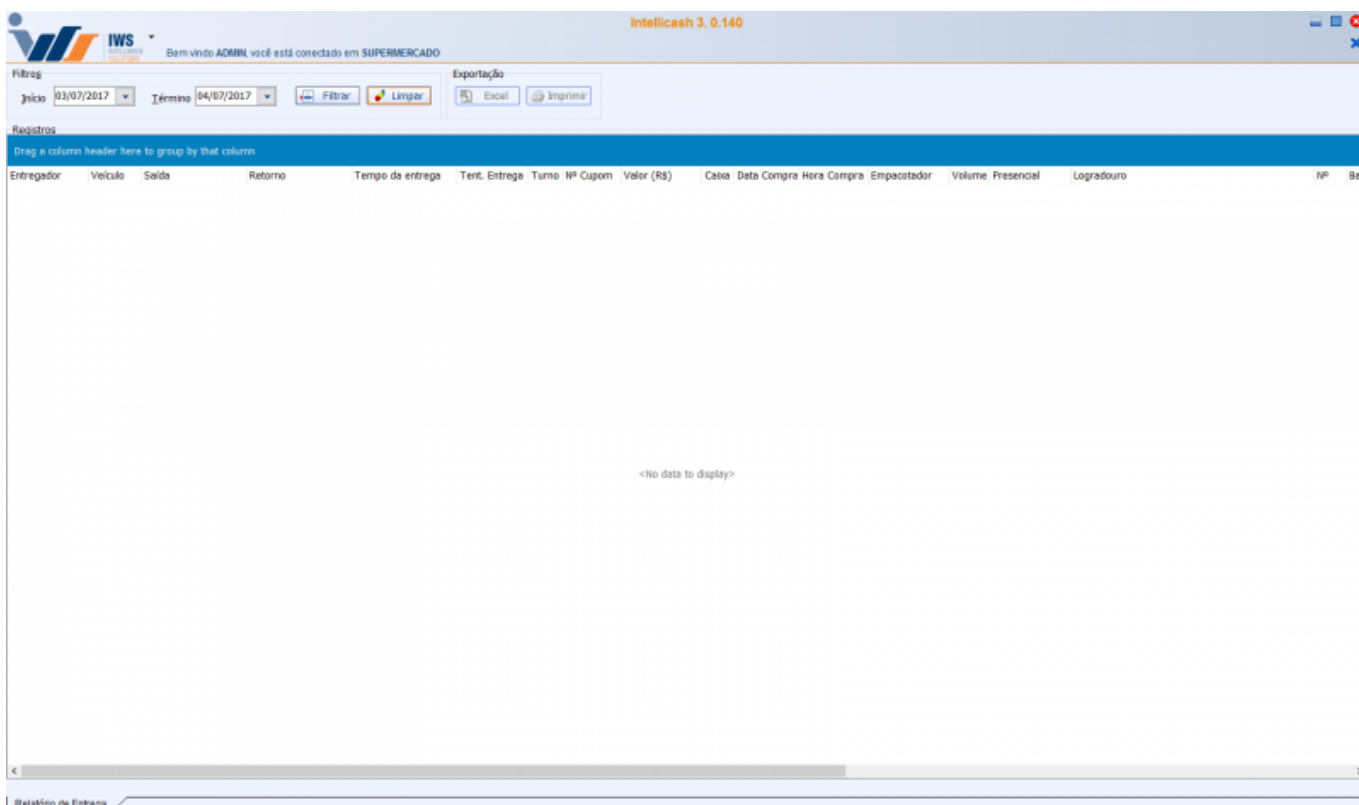 Intellicash 3.0.140
IWS
Bem vindo ADMIN, você está conectado em SUPERMERCADO
Filtros
Início 03/07/2017 Término 04/07/2017 Filtrar Limpar
Exportação
Excel Imprimir
Registros
Drag a column header here to group by that column
Entregador Veículo Saída Retorno Tempo da entrega Tent. Entrega Turno Nº Cupom Valor (R$) Caixa Data Compra Hora Compra Empacotador Volume Presencial Logradouro Nº Ba
<No data to display>
Relatório de Entrega